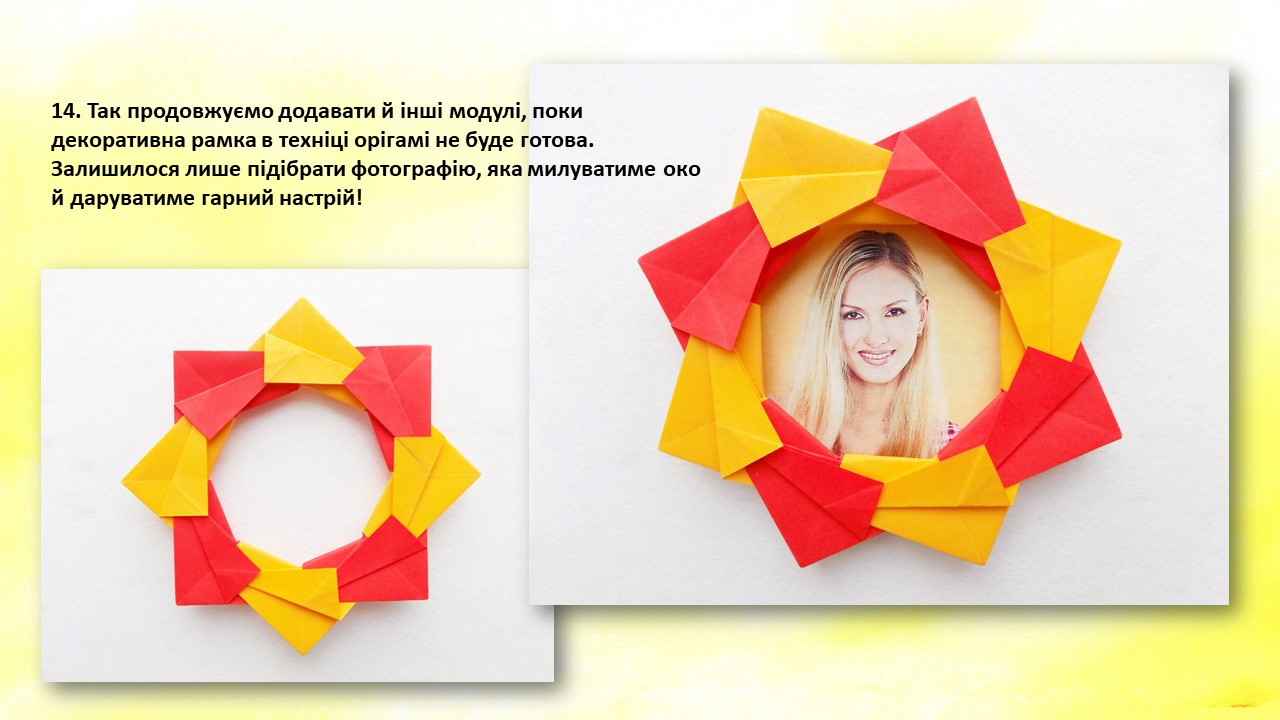 14. Так продовжуємо додавати й інші модулі, поки
декоративна рамка в техніці орігамі не буде готова.
Залишилося лише підібрати фотографію, яка милуватиме око
й даруватиме гарний настрій!